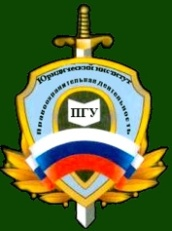 Юридический институт
Правоохранительная Деятельность
ПГУ